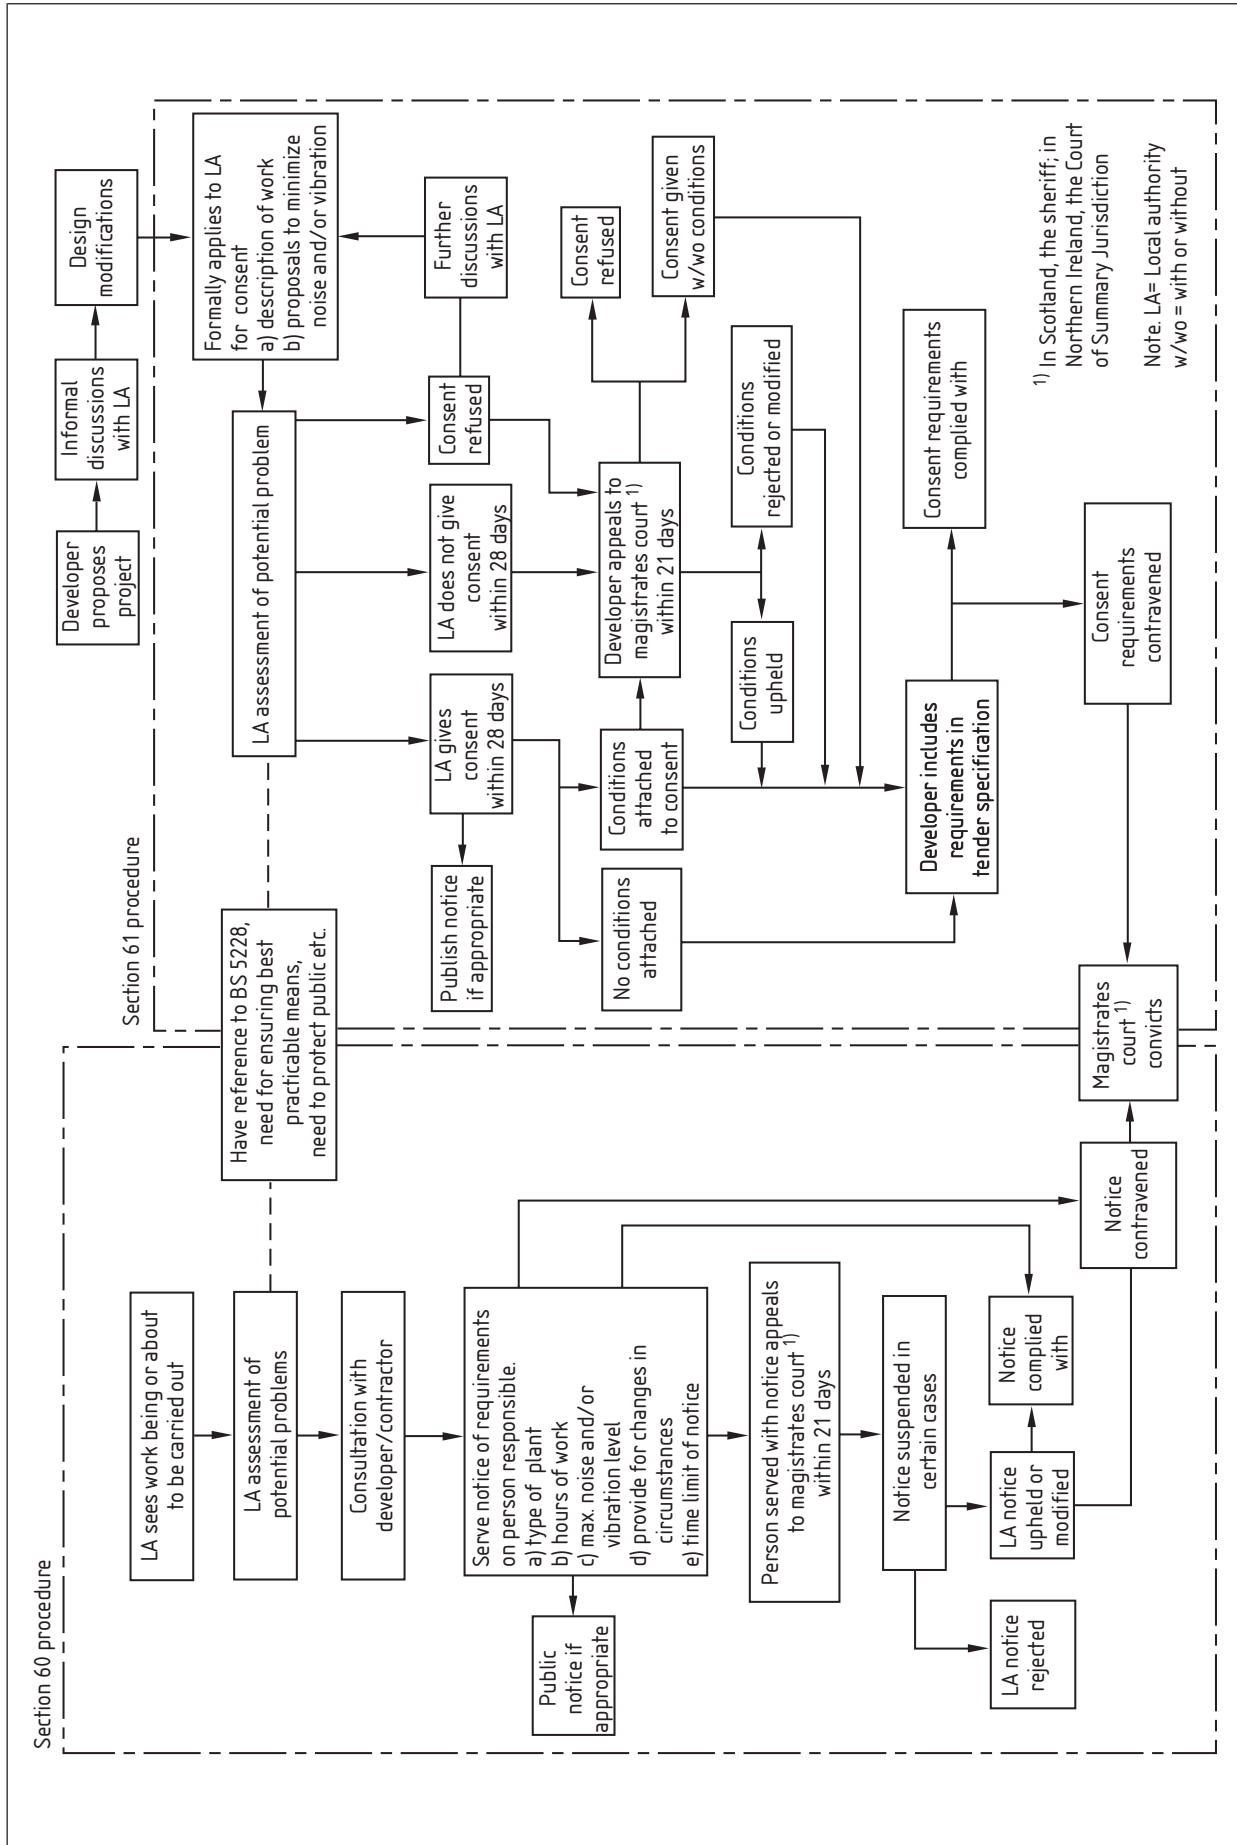 Section 60 procedure
LA sees work being or about
to be carried out
LA assessment of
potential problems
Consultation with
developer/contractor
Serve notice of requirements
on person responsible.
a) type of plant
b) hours of work
c) max. noise and/or
vibration level
d) provide for changes in
circumstances
e) time limit of notice
Public
notice if
appropriate
Person served with notice appeals
to magistrates court 1)
within 21 days
Notice suspended in
certain cases
LA notice
rejected
LA notice
upheld or
modified
Notice
complied
with
Notice
contravened
Have reference to BS 5228,
need for ensuring best
practicable means,
need to protect public etc.
Magistrates
court 1)
convicts
Section 61 procedure
Developer
proposes
project
Informal
discussions
with LA
Design
modifications
Formally applies to LA
for consent
a) description of work
b) proposals to minimize
noise and/or vibration
LA assessment of potential problem
Publish notice
if appropriate
LA gives
consent
within 28 days
LA does not give
consent
within 28 days
Consent
refused
Further
discussions
with LA
No conditions
attached
Conditions
attached
to consent
Developer appeals to
magistrates court 1)
within 21 days
Consent
refused
Consent given
w/wo conditions
Conditions
upheld
Conditions
rejected or modified
Developer includes
requirements in
tender specification
Consent requirements
complied with
Consent
requirements
contravened
1) In Scotland, the sheriff; in
Northern Ireland, the Court
of Summary Jurisdiction
Note. LA= Local authority
w/wo = with or without